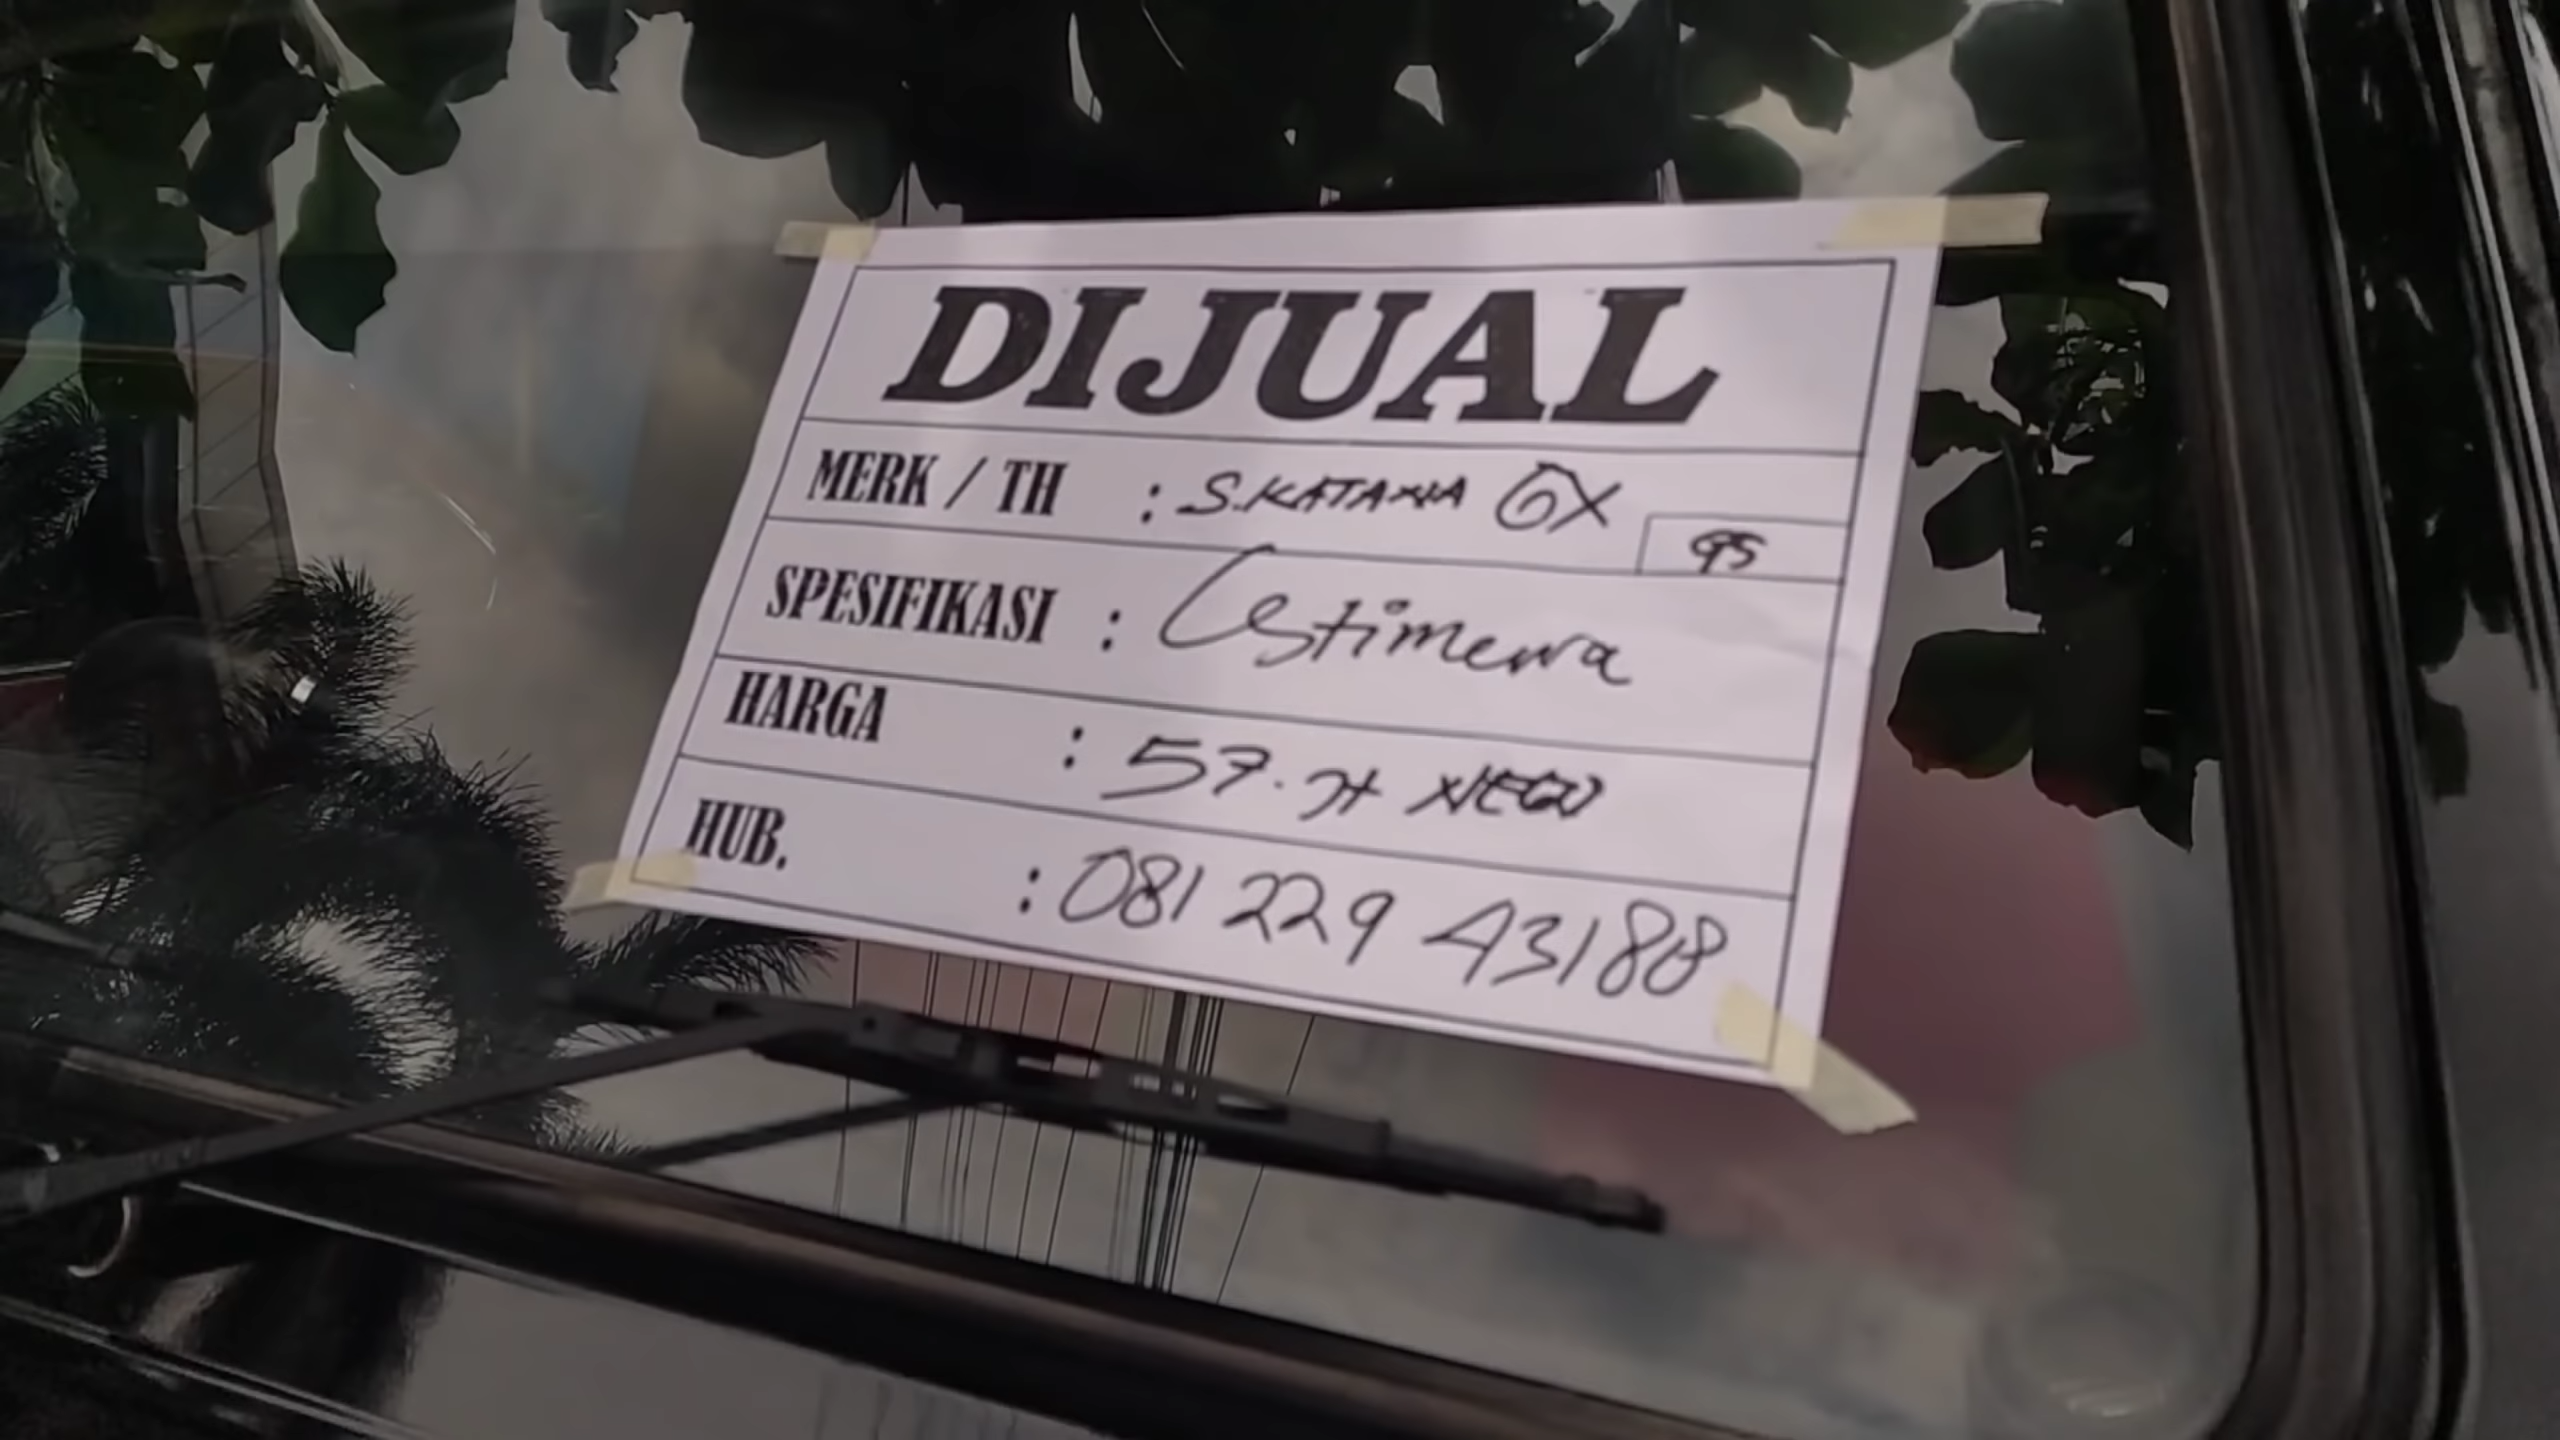 DIJUAL
MERK / TH : S.KATANA GX
95
SPESIFIKASI : Istimewa
HARGA : 57.Jt NEGO
HUB. : 081 229 43188